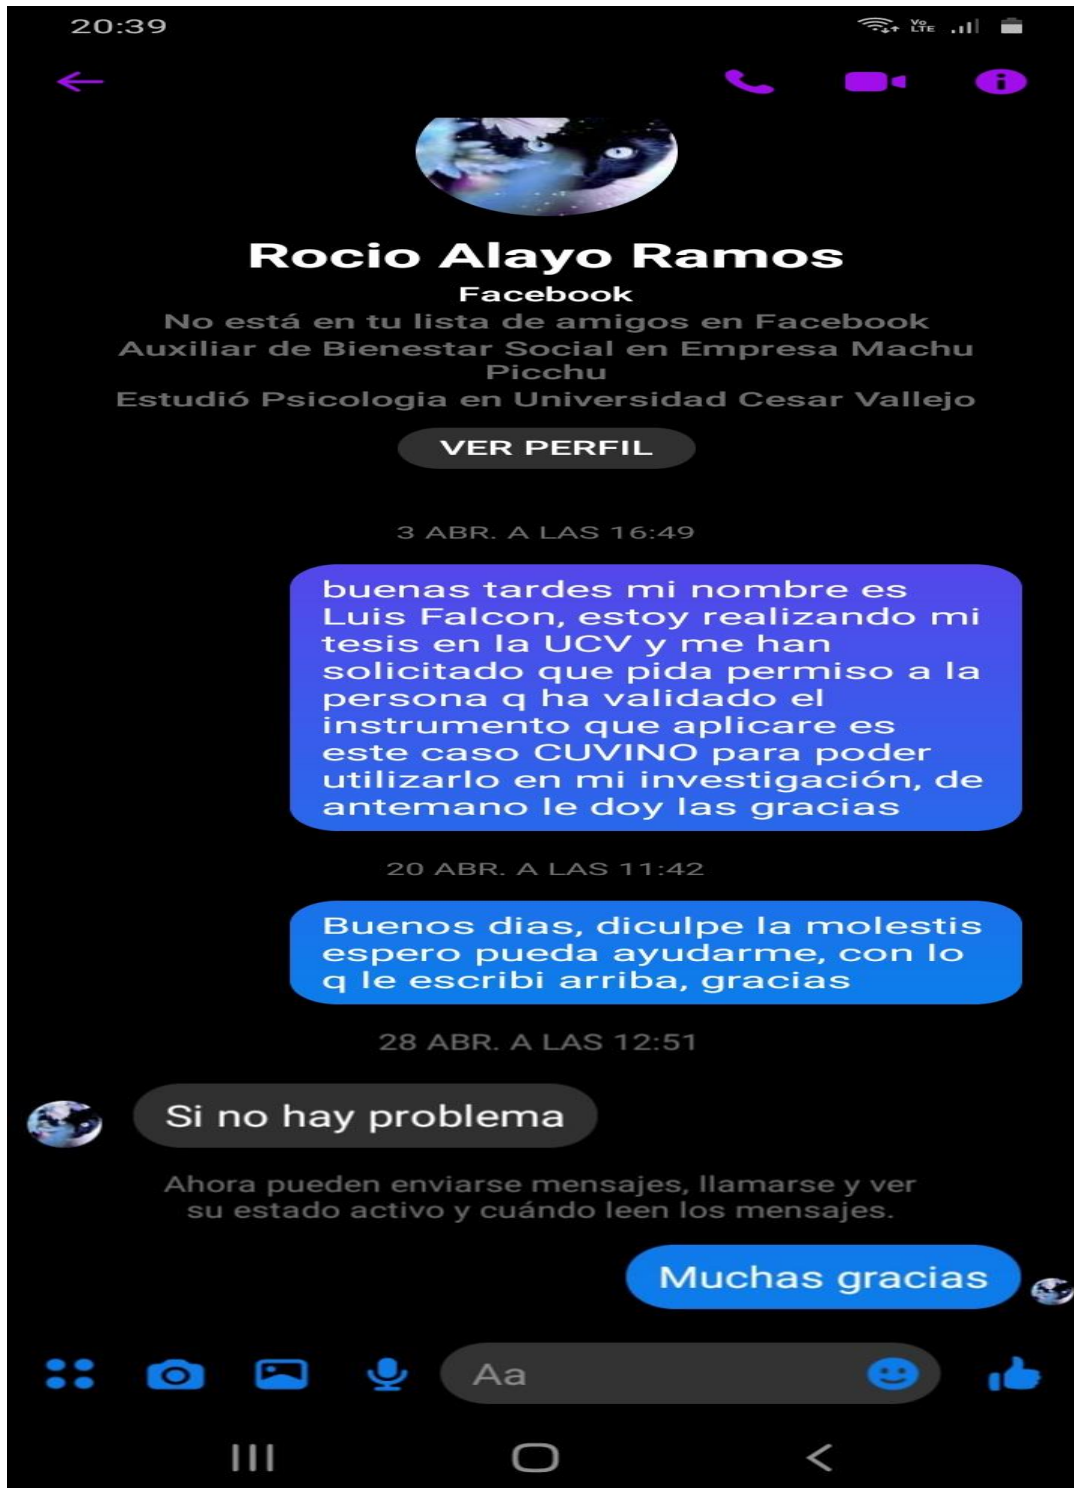 20:39
Vo
LTE
Rocio Alayo Ramos
Facebook
No está en tu lista de amigos en Facebook
Auxiliar de Bienestar Social en Empresa Machu
Picchu
Estudió Psicologia en Universidad Cesar Vallejo
VER PERFIL
3 ABR. A LAS 16:49
buenas tardes mi nombre es
Luis Falcon, estoy realizando mi
tesis en la UCV y me han
solicitado que pida permiso a la
persona q ha validado el
instrumento que aplicare es
este caso CUVINO para poder
utilizarlo en mi investigación, de
antemano le doy las gracias
20 ABR. A LAS 11:42
Buenos dias, diculpe la molestis
espero pueda ayudarme, con lo
q le escribi arriba, gracias
28 ABR. A LAS 12:51
Si no hay problema
Ahora pueden enviarse mensajes, llamarse y ver
su estado activo y cuándo leen los mensajes.
Muchas gracias
Aa